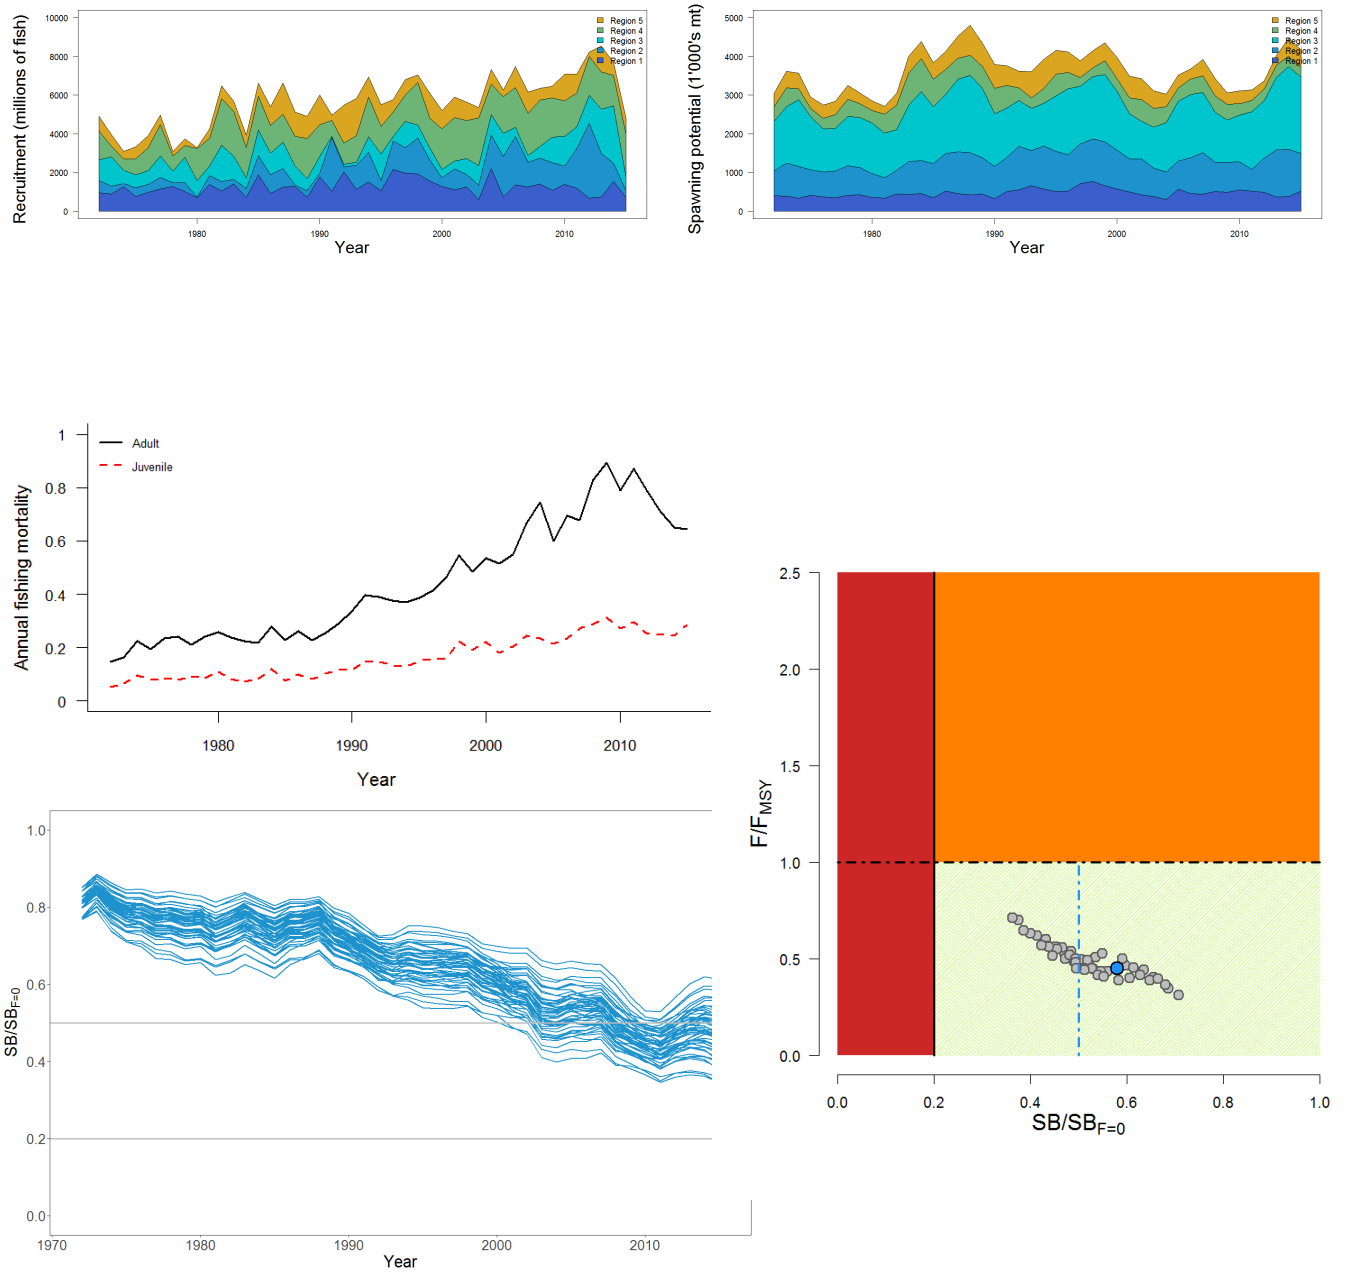 Recruitment (millions of fish)
10000
8000
6000
4000
2000
0
1980
1990
2000
2010
Year
Region 5
Region 4
Region 3
Region 2
Region 1
Spawning potential (1'000's mt)
5000
4000
3000
2000
1000
0
1980
1990
2000
2010
Year
Region 5
Region 4
Region 3
Region 2
Region 1
Annual fishing mortality
1
0.8
0.6
0.4
0.2
0
Adult
Juvenile
1980
1990
2000
2010
Year
SB/SBF=0
1.0
0.8
0.6
0.4
0.2
0.0
1970
1980
1990
2000
2010
Year
F/FMSY
2.5
2.0
1.5
1.0
0.5
0.0
0.0
0.2
0.4
0.6
0.8
1.0
SB/SBF=0